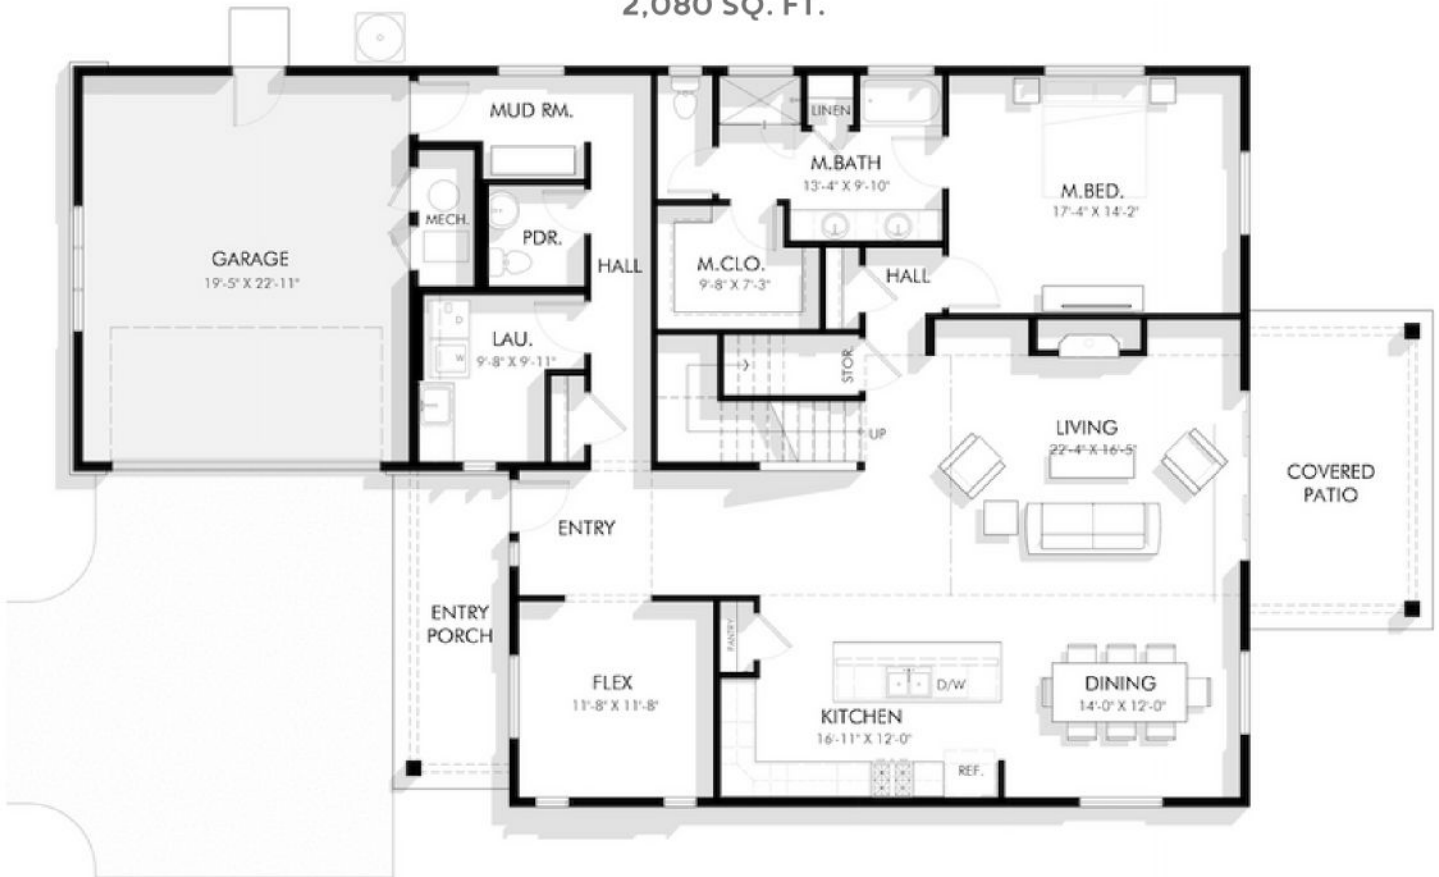 2,080 SQ. FT.
MUD RM.
LINEN
M.BATH
13'-4" X 9'-10"
M.BED.
17'-4" X 14'-2"
MECH.
PDR.
GARAGE
19'-5" X 22'-11"
HALL
M.CLO.
9'-8" X 7'-3"
HALL
D
LAU.
9'-8" X 9'-11"
W
STOR.
UP
LIVING
22'-4" X 16'-5"
COVERED
PATIO
ENTRY
ENTRY
PORCH
PANTRY
FLEX
11'-8" X 11'-8"
D/W
DINING
14'-0" X 12'-0"
KITCHEN
16'-11" X 12'-0"
REF.